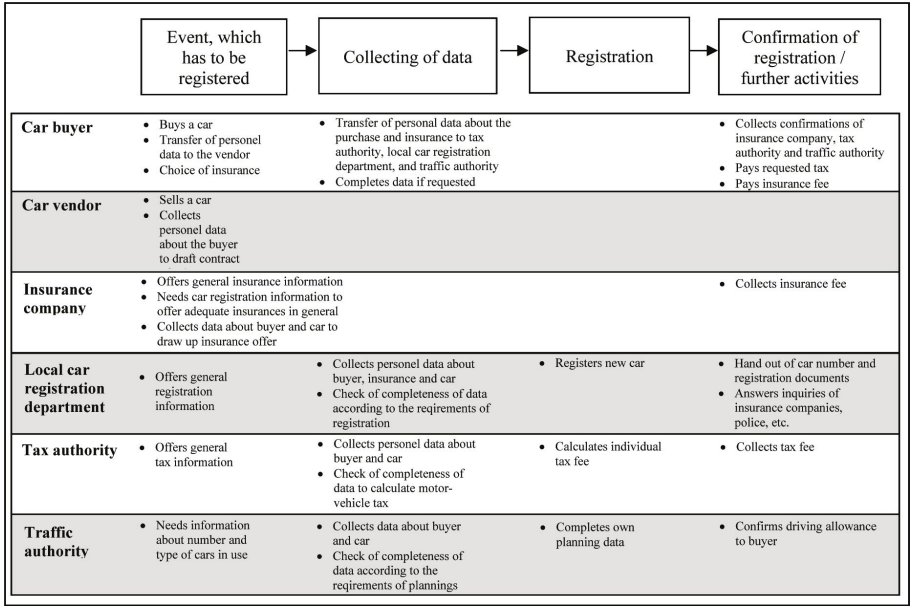 Event, which
has to be
registered
Collecting of data
Registration
Confirmation of
registration /
further activities
Car buyer
• Buys a car
• Transfer of personel
data to the vendor
• Choice of insurance
• Transfer of personal data about the
purchase and insurance to tax
authority, local car registration
department, and traffic authority
• Completes data if requested
• Collects confirmations of
insurance company, tax
authority and traffic authority
• Pays requested tax
• Pays insurance fee
Car vendor
• Sells a car
• Collects
personel data
about the buyer
to draft contract
Insurance
company
• Offers general insurance information
• Needs car registration information to
offer adequate insurances in general
• Collects data about buyer and car to
draw up insurance offer
• Collects insurance fee
Local car
registration
department
• Offers general
registration
information
• Collects personel data about
buyer, insurance and car
• Check of completeness of data
according to the reqirements of
registration
• Registers new car
• Hand out of car number and
registration documents
• Answers inquiries of
insurance companies,
police, etc.
Tax authority
• Offers general
tax information
• Collects personel data about
buyer and car
• Check of completeness of
data to calculate motor-
vehicle tax
• Calculates individual
tax fee
• Collects tax fee
Traffic
authority
• Needs information
about number and
type of cars in use
• Collects data about buyer
and car
• Check of completeness of
data according to the
reqirements of plannings
• Completes own
planning data
• Confirms driving allowance
to buyer